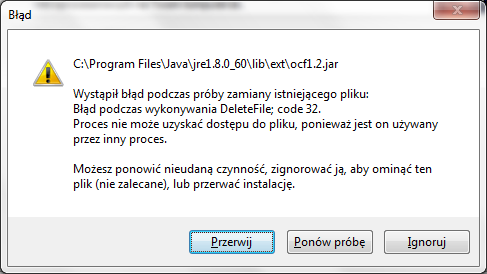 Błąd
C:\Program Files\Java\jre1.8.0_60\lib\ext\ocf1.2.jar
Wystąpił błąd podczas próby zamiany istniejącego pliku:
Błąd podczas wykonywania DeleteFile; code 32.
Proces nie może uzyskać dostępu do pliku, ponieważ jest on używany
przez inny proces.
Możesz ponowić nieudaną czynność, zignorować ją, aby ominąć ten
plik (nie zalecane), lub przerwać instalację.
Przerwij
Ponów próbę
Ignoruj